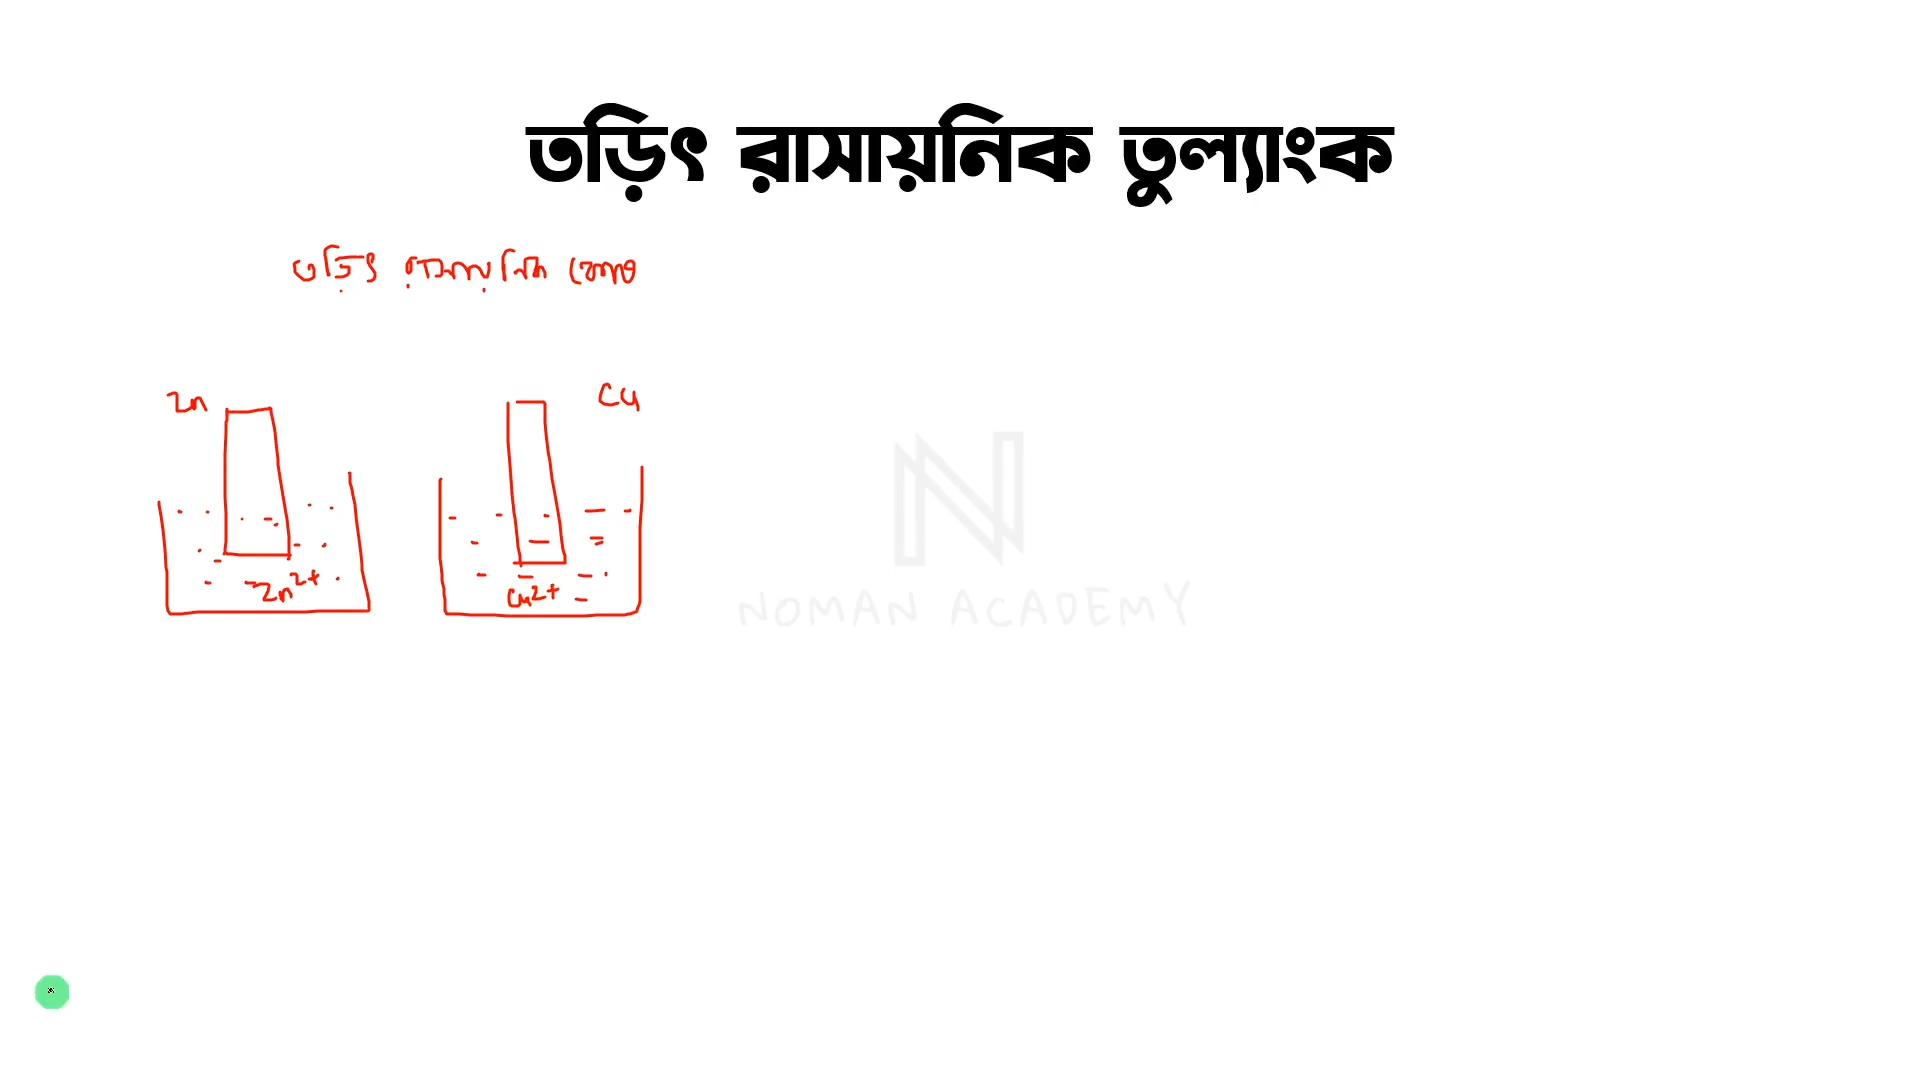 তড়িৎ রাসায়নিক তুল্যাংক
তড়িৎ রাসায়নিক কোষ
Zn
Cu
Zn2+
Cu2+
NOMAN ACADEMY